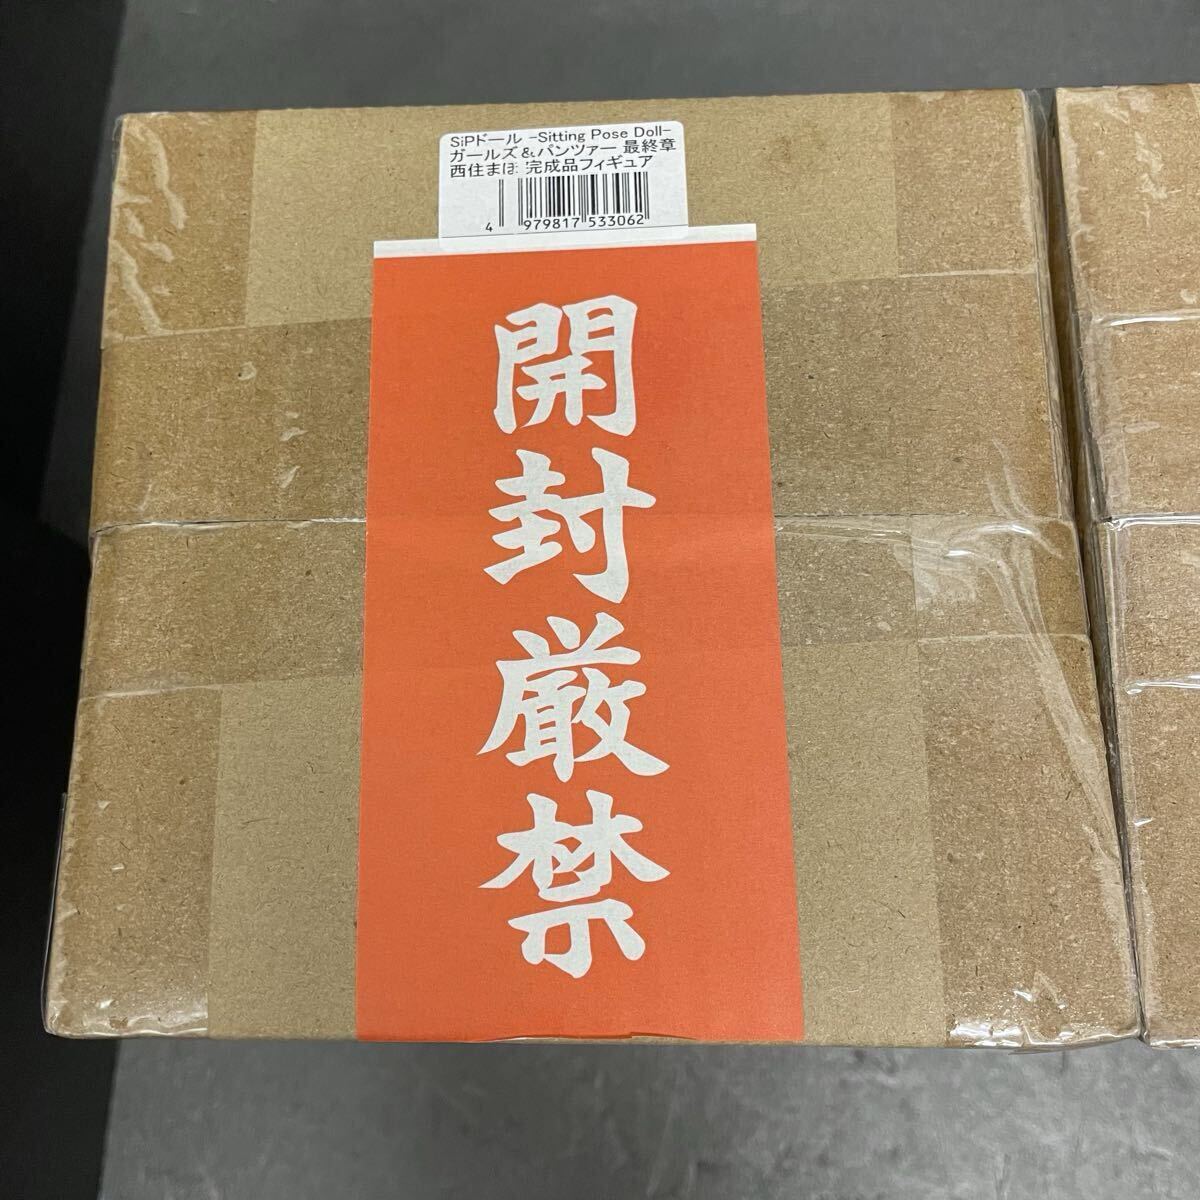 SiPドール -Sitting Pose Doll-
ガールズ&パンツァー 最終章
西住まほ 完成品フィギュア
4 979817 533062
開封厳禁